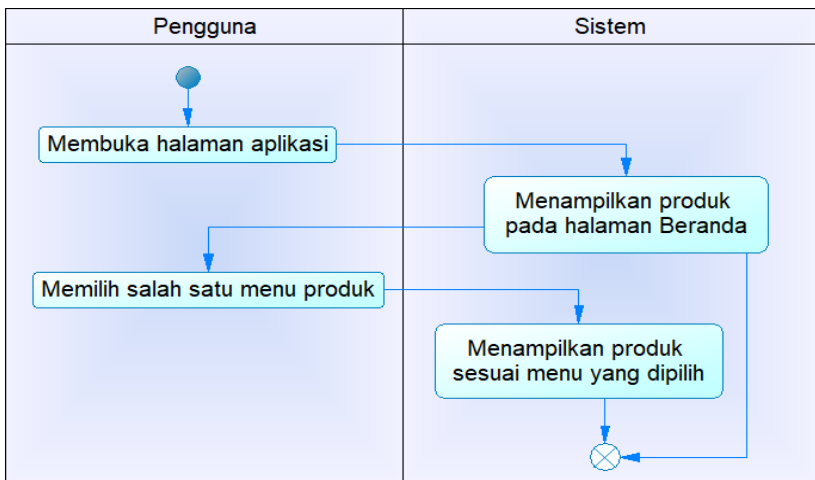 Pengguna
Sistem
Membuka halaman aplikasi
Menampilkan produk
pada halaman Beranda
Memilih salah satu menu produk
Menampilkan produk
sesuai menu yang dipilih